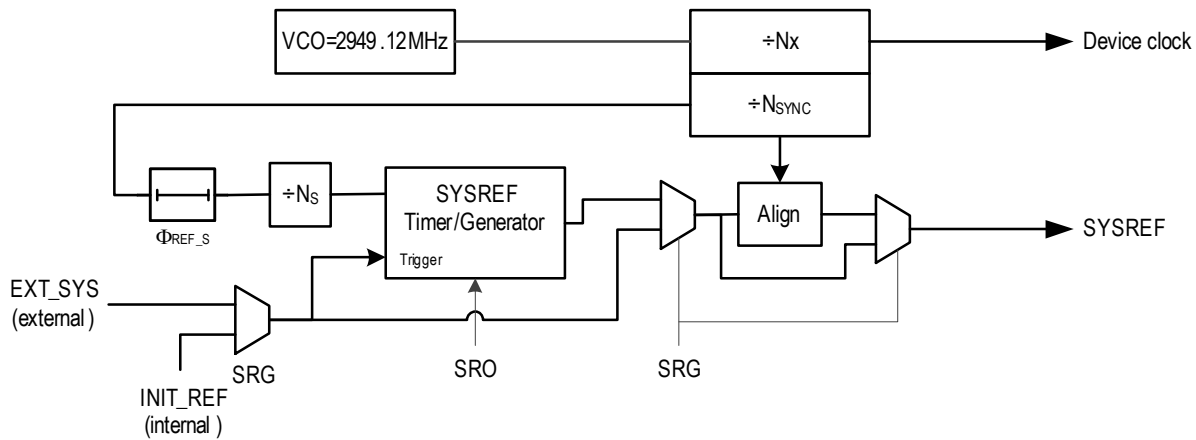 VCO=2949.12MHz
÷Nx
Device clock
÷NSYNC
÷NS
SYSREF
Timer/Generator
Trigger
Align
SYSREF
ΦREF_S
EXT_SYS
(external )
SRG
SRO
SRG
INIT_REF
(internal )